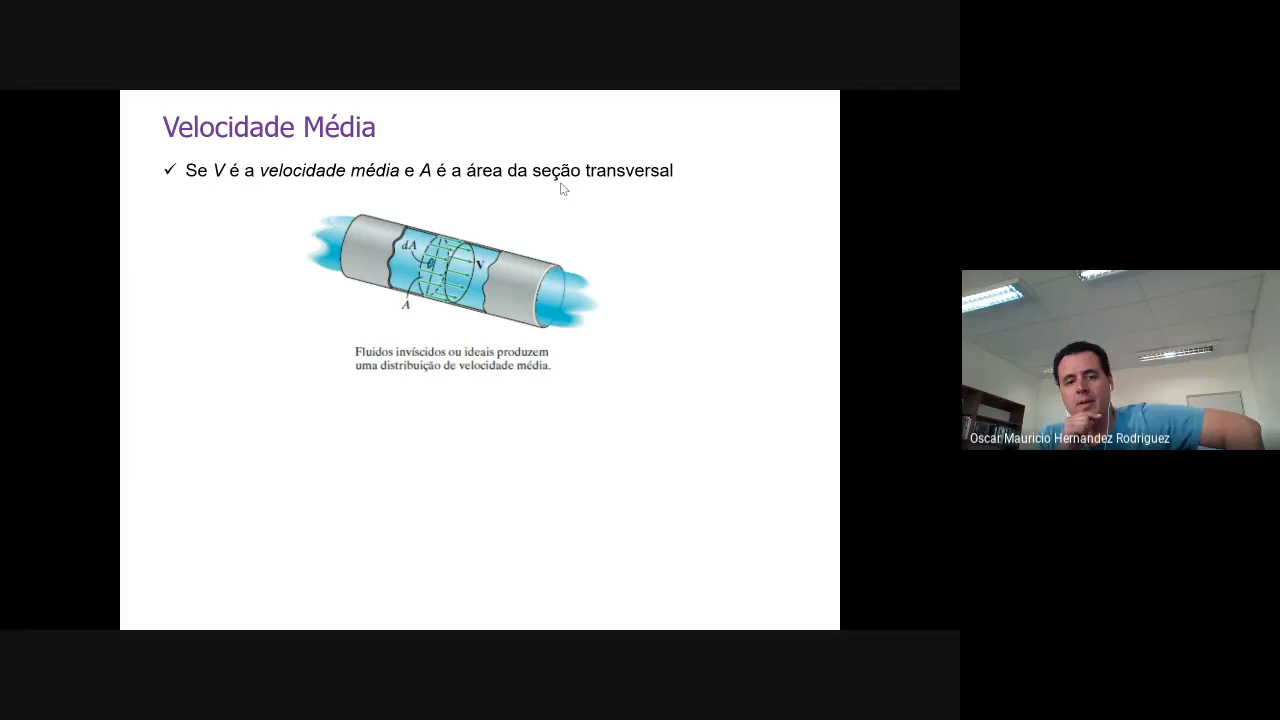 Velocidade Média
✓ Se V é a velocidade média e A é a área da seção transversal
dA
V
A
Fluidos invíscidos ou ideais produzem
uma distribuição de velocidade média.
Oscar Mauricio Hernandez Rodriguez